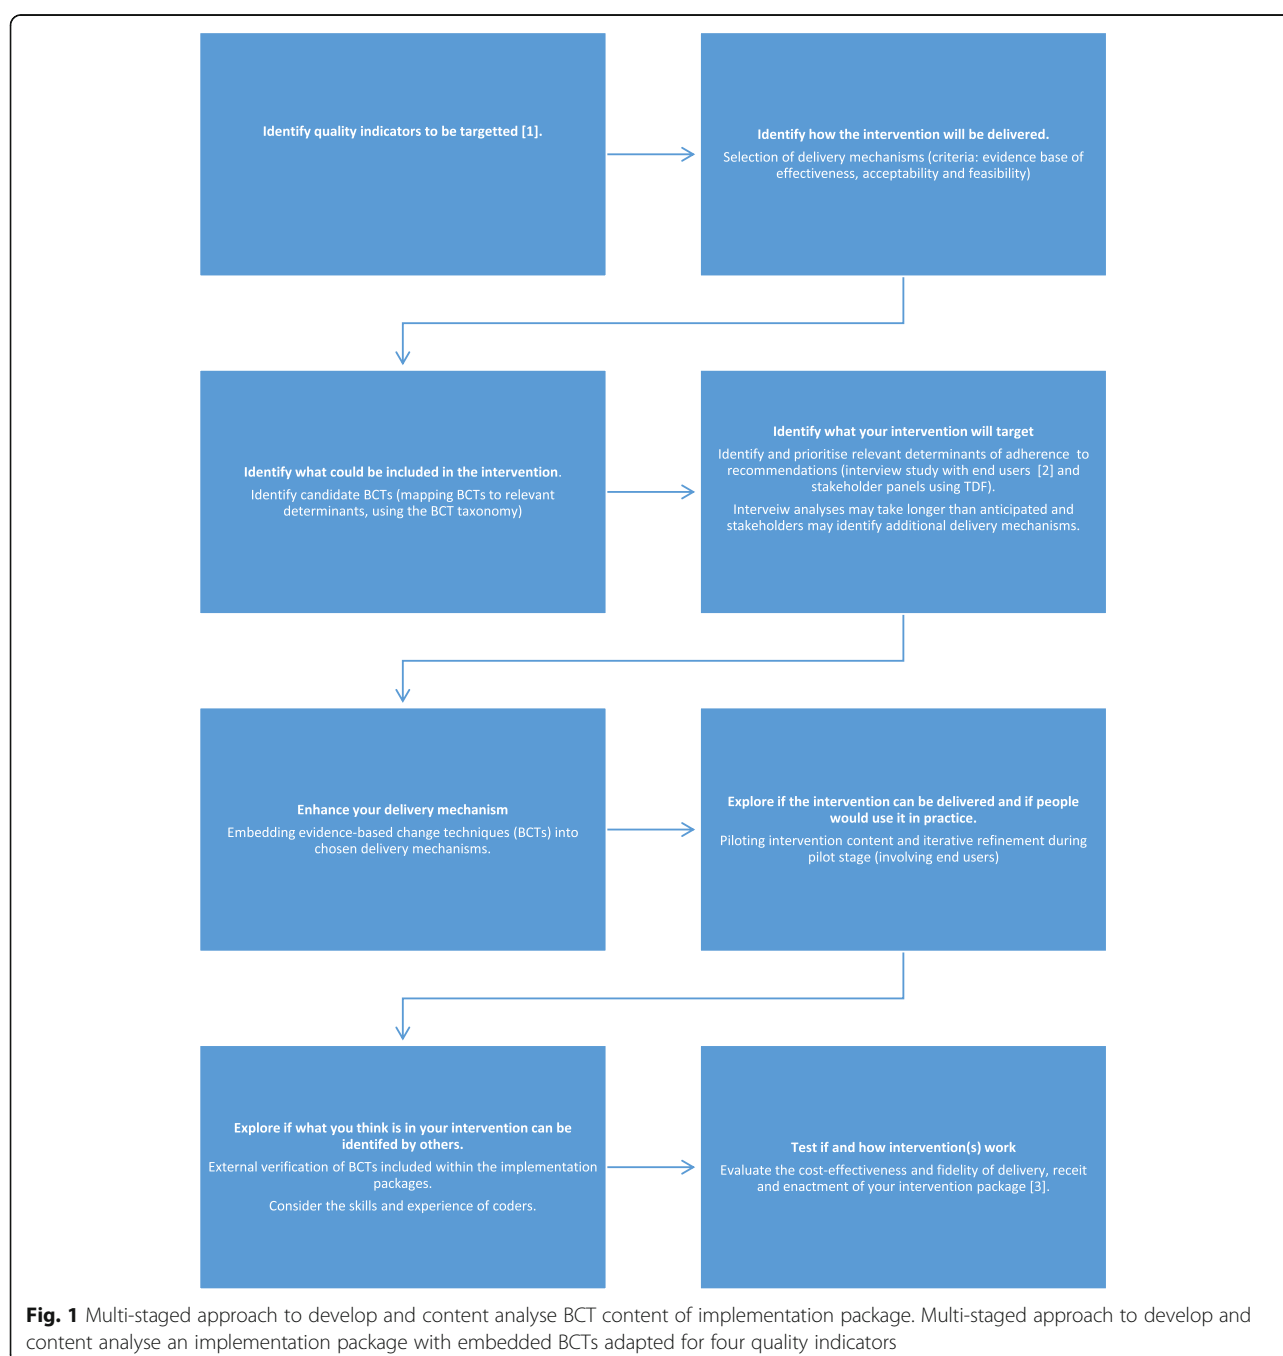 Identify quality indicators to be targetted [1].
Identify how the intervention will be delivered.
Selection of delivery mechanisms (criteria: evidence base of
effectiveness, acceptability and feasibility)
Identify what could be included in the intervention.
Identify candidate BCTs (mapping BCTs to relevant
determinants, using the BCT taxonomy)
Identify what your intervention will target
Identify and prioritise relevant determinants of adherence to
recommendations (interview study with end users [2] and
stakeholder panels using TDF).
Interveiw analyses may take longer than anticipated and
stakeholders may identify additional delivery mechanisms.
Enhance your delivery mechanism
Embedding evidence-based change techniques (BCTs) into
chosen delivery mechanisms.
Explore if the intervention can be delivered and if people
would use it in practice.
Piloting intervention content and iterative refinement during
pilot stage (involving end users)
Explore if what you think is in your intervention can be
identifed by others.
External verification of BCTs included within the implementation
packages.
Consider the skills and experience of coders.
Test if and how intervention(s) work
Evaluate the cost-effectiveness and fidelity of delivery, receit
and enactment of your intervention package [3].
Fig. 1 Multi-staged approach to develop and content analyse BCT content of implementation package. Multi-staged approach to develop and
content analyse an implementation package with embedded BCTs adapted for four quality indicators